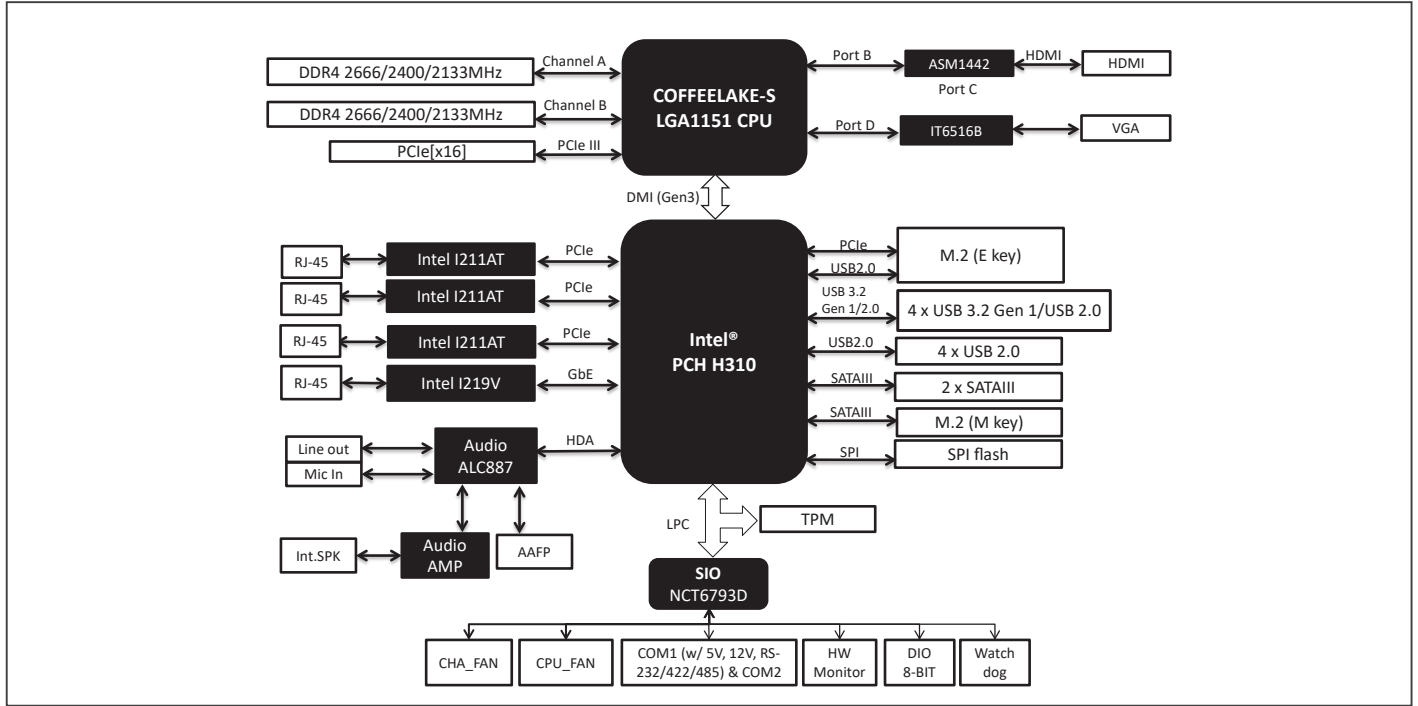 DDR4 2666/2400/2133MHz
Channel A
DDR4 2666/2400/2133MHz
Channel B
PCIe[x16]
PCIe III
COFFEELAKE-S
LGA1151 CPU
Port B
ASM1442
HDMI
HDMI
Port C
Port D
IT6516B
VGA
DMI (Gen3)
RJ-45
Intel I211AT
PCIe
RJ-45
Intel I211AT
PCIe
RJ-45
Intel I211AT
PCIe
RJ-45
Intel I219V
GbE
Intel®
PCH H310
PCIe
USB2.0
M.2 (E key)
USB 3.2
Gen 1/2.0
4 x USB 3.2 Gen 1/USB 2.0
USB2.0
4 x USB 2.0
SATAIII
2 x SATAIII
SATAIII
M.2 (M key)
SPI
SPI flash
Line out
Mic In
Audio
ALC887
HDA
Int.SPK
Audio
AMP
AAFP
LPC
TPM
SIO
NCT6793D
CHA_FAN
CPU_FAN
COM1 (w/ 5V, 12V, RS-
232/422/485) & COM2
HW
Monitor
DIO
8-BIT
Watch
dog